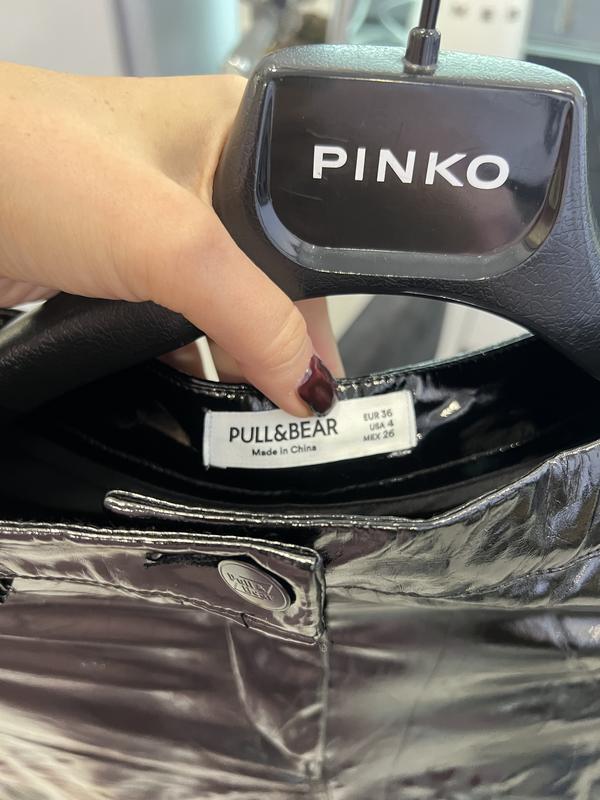 PINKO
PULL&BEAR
Made in China
EUR 36
USA 4
MEX 26